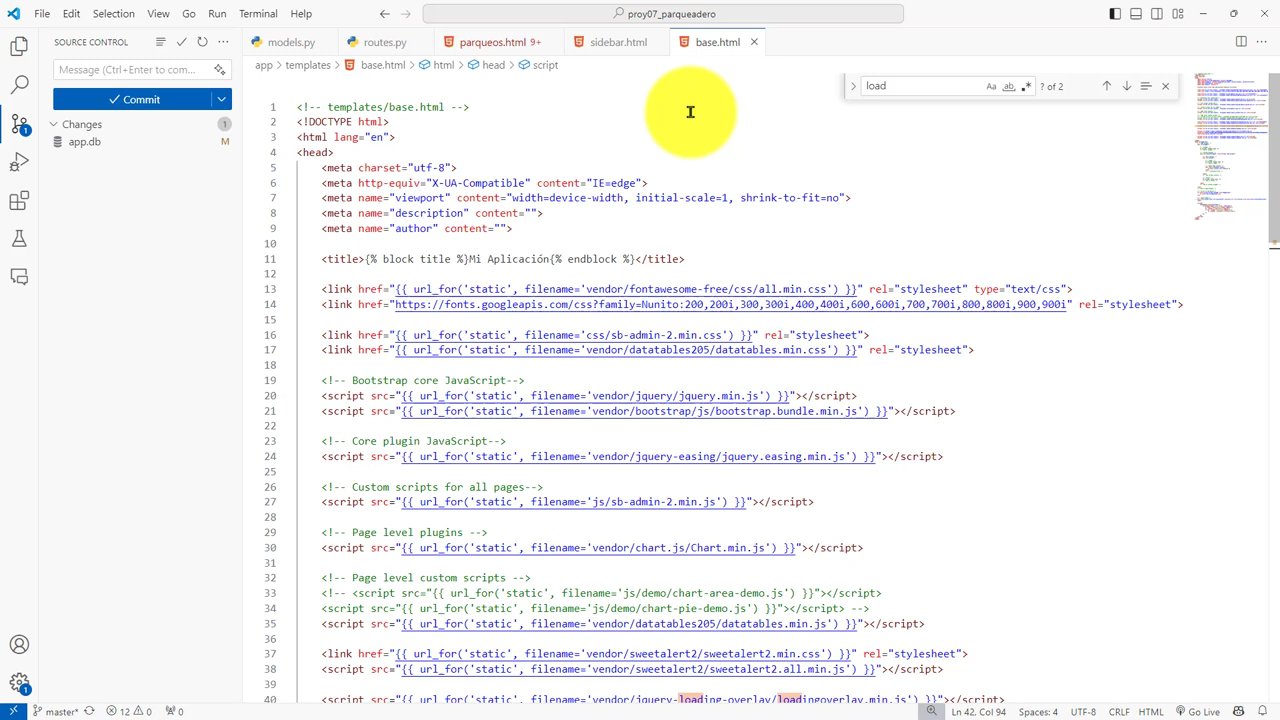 File Edit Selection View Go Run Terminal Help
proy07_parqueadero
SOURCE CONTROL
models.py
routes.py
parqueos.html 9+
sidebar.html
base.html
app > templates > base.html > html > head > script
load
Aa
ab
? of 2
Message (Ctrl+Enter to com...
Commit
Changes
1
app.db
M
1 <!-- templates/base.html -->
2 <!DOCTYPE html>
3 <html lang="en">
4 <head>
5 <meta charset="utf-8">
6 <meta http-equiv="X-UA-Compatible" content="IE=edge">
7 <meta name="viewport" content="width=device-width, initial-scale=1, shrink-to-fit=no">
8 <meta name="description" content="">
9 <meta name="author" content="">
10
11 <title>{% block title %}Mi Aplicación{% endblock %}</title>
12
13 <link href="{{ url_for('static', filename='vendor/fontawesome-free/css/all.min.css') }}" rel="stylesheet" type="text/css">
14 <link href="https://fonts.googleapis.com/css?family=Nunito:200,200i,300,300i,400,400i,600,600i,700,700i,800,800i,900,900i" rel="stylesheet">
15
16 <link href="{{ url_for('static', filename='css/sb-admin-2.min.css') }}" rel="stylesheet">
17 <link href="{{ url_for('static', filename='vendor/datatables205/datatables.min.css') }}" rel="stylesheet">
18
19 <!-- Bootstrap core JavaScript-->
20 <script src="{{ url_for('static', filename='vendor/jquery/jquery.min.js') }}"></script>
21 <script src="{{ url_for('static', filename='vendor/bootstrap/js/bootstrap.bundle.min.js') }}"></script>
22
23 <!-- Core plugin JavaScript-->
24 <script src="{{ url_for('static', filename='vendor/jquery-easing/jquery.easing.min.js') }}"></script>
25
26 <!-- Custom scripts for all pages-->
27 <script src="{{ url_for('static', filename='js/sb-admin-2.min.js') }}"></script>
28
29 <!-- Page level plugins -->
30 <script src="{{ url_for('static', filename='vendor/chart.js/Chart.min.js') }}"></script>
31
32 <!-- Page level custom scripts -->
33 <!-- <script src="{{ url_for('static', filename='js/demo/chart-area-demo.js') }}"></script>
34 <script src="{{ url_for('static', filename='js/demo/chart-pie-demo.js') }}"></script> -->
35 <script src="{{ url_for('static', filename='vendor/datatables205/datatables.min.js') }}"></script>
36
37 <link href="{{ url_for('static', filename='vendor/sweetalert2/sweetalert2.min.css') }}" rel="stylesheet">
38 <script src="{{ url_for('static', filename='vendor/sweetalert2/sweetalert2.all.min.js') }}"></script>
39
40 <script src="{{ url_for('static', filename='vendor/jquery-loading-overlay/loadingoverlay.min.js') }}"></script>
1
1
master*
12 0
0
Ln 42, Col 94
Spaces: 4
UTF-8
CRLF
HTML
Go Live